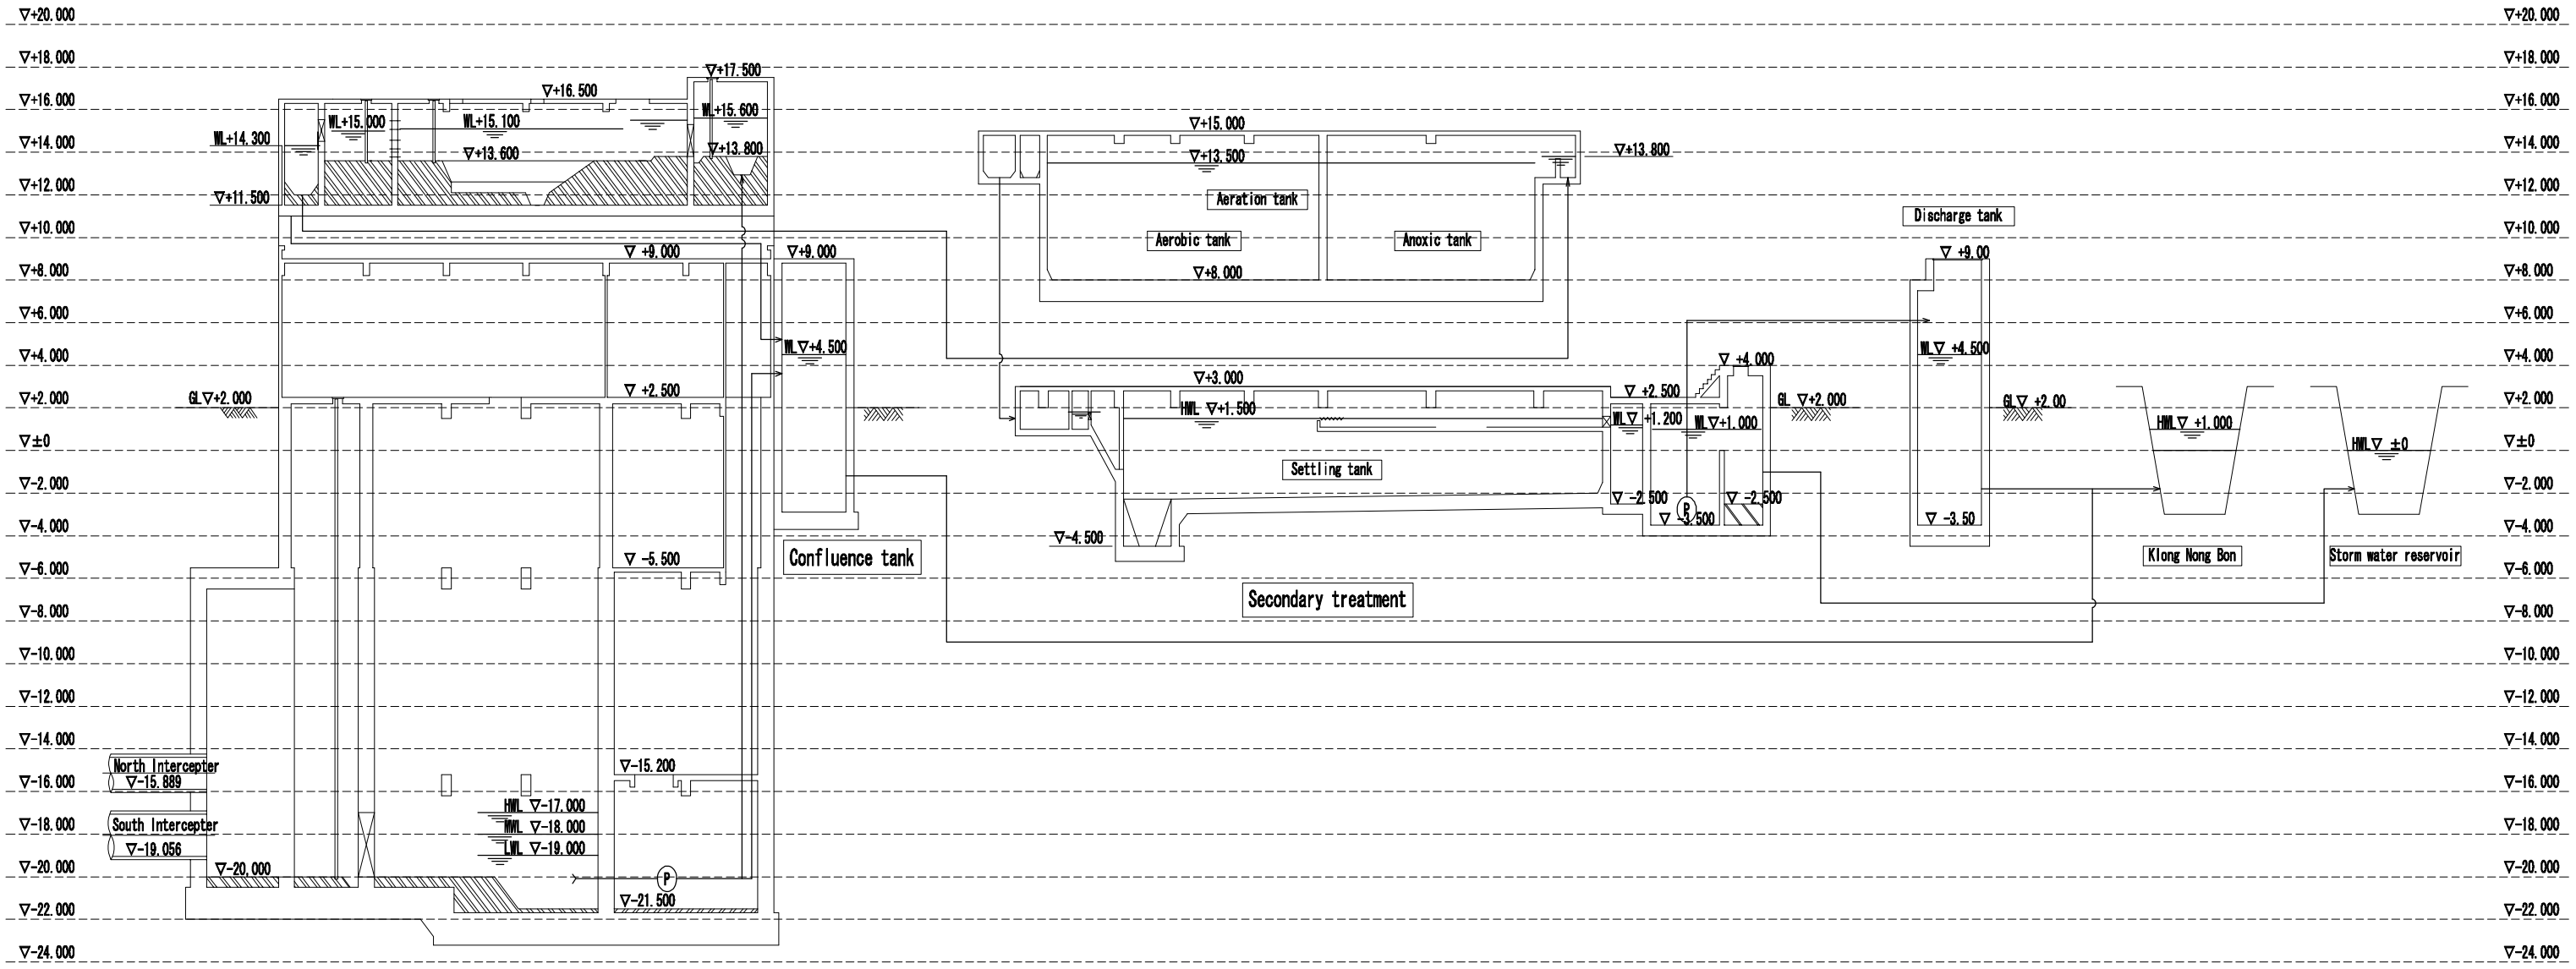 ▽+20.000 ▽+20.000
▽+18.000 ▽+18.000
▽+17.500
▽+16.500
▽+16.000 ▽+16.000
WL+15.600
WL+15.000 WL+15.100
▽+15.000
WL+14.300
▽+14.000 ▽+14.000
▽+13.600 ▽+13.800 ▽+13.500 ▽+13.800
▽+12.000 ▽+12.000
▽+11.500
Aeration tank
Discharge tank
▽+10.000 ▽+10.000
Aerobic tank Anoxic tank
▽ +9.000 ▽+9.000 ▽ +9.00
▽+8.000 ▽+8.000 ▽+8.000
▽+6.000 ▽+6.000
WL▽+4.500 WL▽ +4.500
▽+4.000 ▽ +4.000 ▽+4.000
▽+3.000
▽ +2.500 ▽ +2.500
GL▽+2.000 GL ▽+2.000 GL▽ +2.00
▽+2.000 ▽+2.000
HWL ▽+1.500 WL▽ +1.200 WL▽+1.000 HWL▽ +1.000
▽±0 HWL▽ ±0 ▽±0
Settling tank
▽-2.000 ▽-2.000
▽ -2.500 ▽ -2.500
P
▽ -3.500 ▽ -3.50
▽-4.000 ▽-4.000
▽-4.500
Confluence tank
▽ -5.500
Klong Nong Bon Storm water reservoir
▽-6.000 ▽-6.000
Secondary treatment
▽-8.000 ▽-8.000
▽-10.000 ▽-10.000
▽-12.000 ▽-12.000
▽-14.000 ▽-14.000
North Intercepter
▽-15.200
▽-15.889
▽-16.000 ▽-16.000
HWL ▽-17.000
South Intercepter
MWL ▽-18.000
▽-18.000 ▽-18.000
▽-19.056
LWL ▽-19.000
▽-20.000 ▽-20,000 ▽-20.000
P
▽-21.500
▽-22.000 ▽-22.000
▽-24.000 ▽-24.000